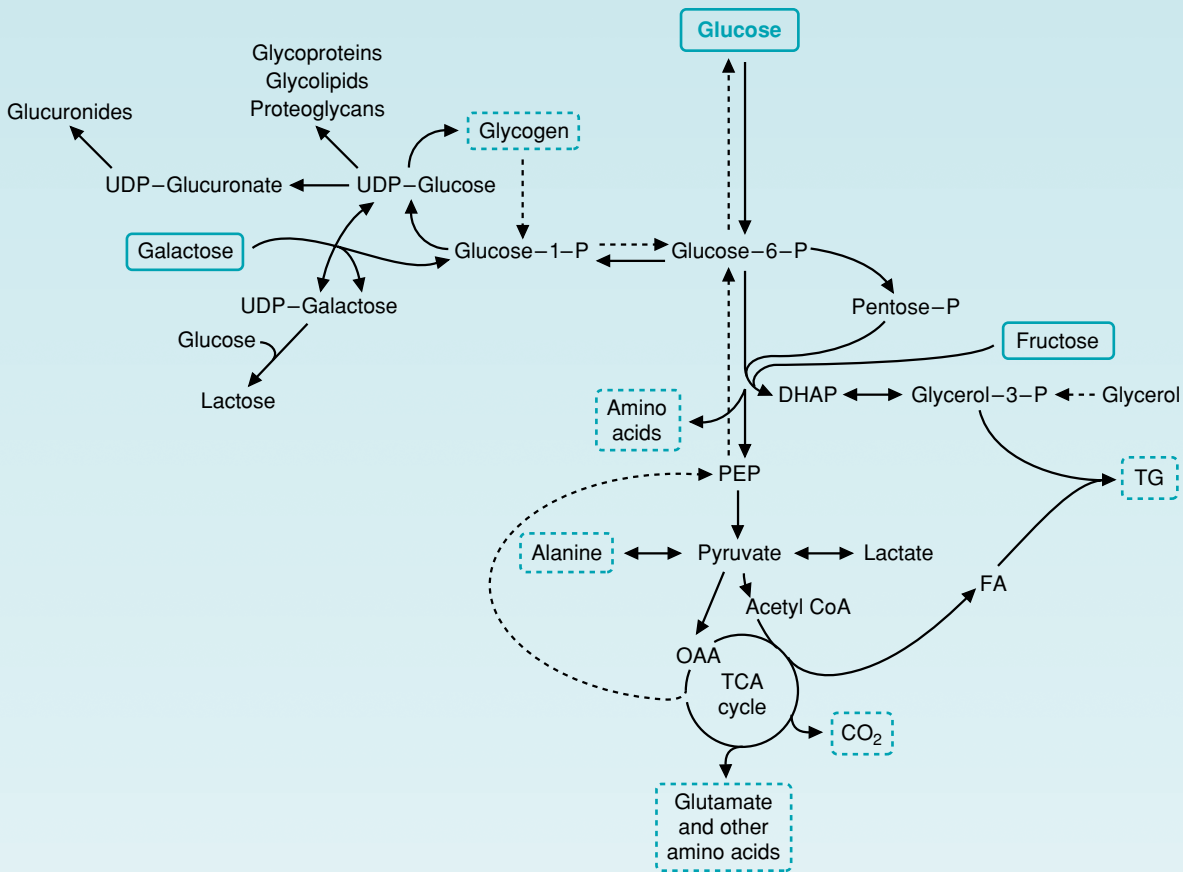 Glucose
Glycoproteins
Glycolipids
Proteoglycans
Glucuronides
Glycogen
UDP–Glucuronate
UDP–Glucose
Galactose
Glucose–1–P
Glucose–6–P
UDP–Galactose
Pentose–P
Glucose
Fructose
Lactose
Amino
acids
DHAP
Glycerol–3–P
Glycerol
PEP
TG
Alanine
Pyruvate
Lactate
FA
Acetyl CoA
OAA
TCA
cycle
CO₂
Glutamate
and other
amino acids